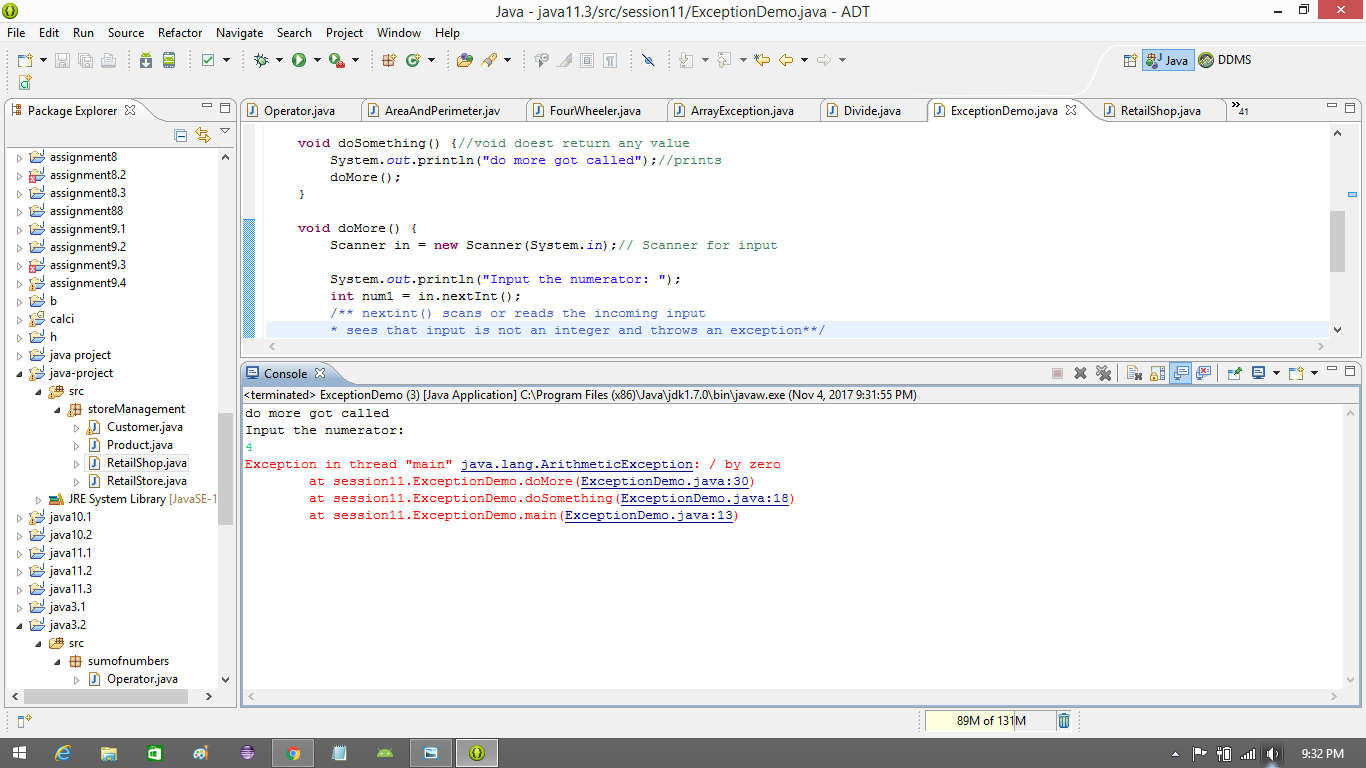 Java - java11.3/src/session11/ExceptionDemo.java - ADT
File Edit Run Source Refactor Navigate Search Project Window Help
Java DDMS
Package Explorer
assignment8
assignment8.2
assignment8.3
assignment88
assignment9.1
assignment9.2
assignment9.3
assignment9.4
b
calci
h
java project
java-project
src
storeManagement
Customer.java
Product.java
RetailShop.java
RetailStore.java
JRE System Library [JavaSE-1
java10.1
java10.2
java11.1
java11.2
java11.3
java3.1
java3.2
src
sumofnumbers
Operator.java
Operator.java AreaAndPerimeter.jav FourWheeler.java ArrayException.java Divide.java ExceptionDemo.java RetailShop.java »41
void doSomething() {//void doest return any value
System.out.println("do more got called");//prints
doMore();
}
void doMore() {
Scanner in = new Scanner(System.in);// Scanner for input
System.out.println("Input the numerator: ");
int num1 = in.nextInt();
/** nextint() scans or reads the incoming input
* sees that input is not an integer and throws an exception**/
Console
<terminated> ExceptionDemo (3) [Java Application] C:\Program Files (x86)\Java\jdk1.7.0\bin\javaw.exe (Nov 4, 2017 9:31:55 PM)
do more got called
Input the numerator:
4
Exception in thread "main" java.lang.ArithmeticException: / by zero
at session11.ExceptionDemo.doMore(ExceptionDemo.java:30)
at session11.ExceptionDemo.doSomething(ExceptionDemo.java:18)
at session11.ExceptionDemo.main(ExceptionDemo.java:13)
89M of 131M
9:32 PM